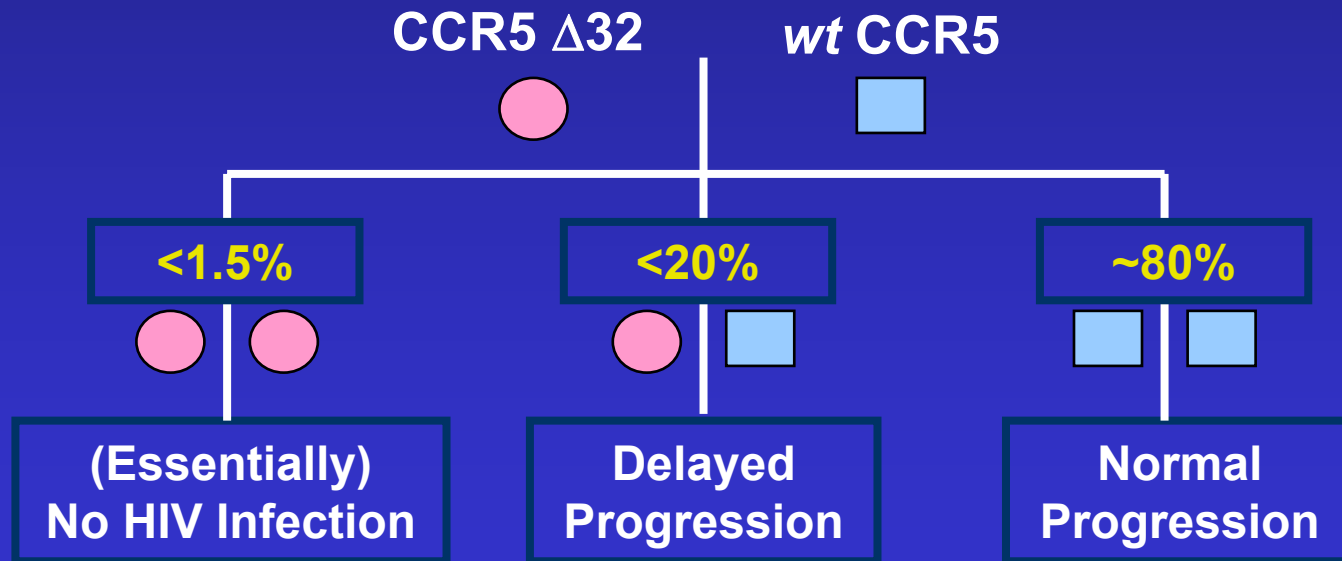 CCR5 Δ32
wt CCR5
<1.5%
<20%
~80%
(Essentially)
No HIV Infection
Delayed
Progression
Normal
Progression